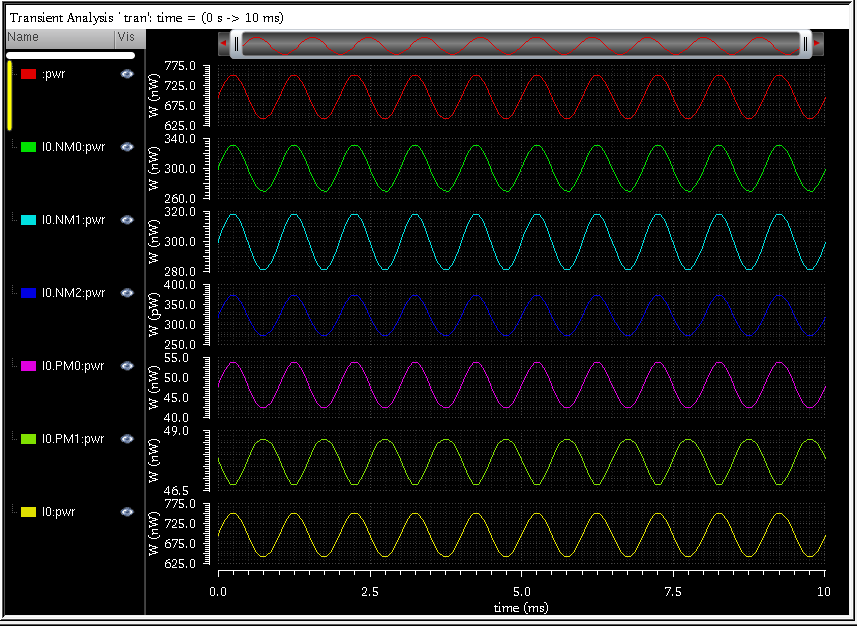 Transient Analysis `tran': time = (0 s -> 10 ms)
Name Vis
:pwr
775.0
725.0
675.0
625.0
W (nW)
I0.NM0:pwr
340.0
300.0
260.0
W (nW)
I0.NM1:pwr
320.0
300.0
280.0
W (nW)
I0.NM2:pwr
400.0
350.0
300.0
250.0
W (pW)
I0.PM0:pwr
55.0
50.0
45.0
40.0
W (nW)
I0.PM1:pwr
49.0
46.5
W (nW)
I0:pwr
775.0
725.0
675.0
625.0
W (nW)
0.0 2.5 5.0 7.5 10
time (ms)